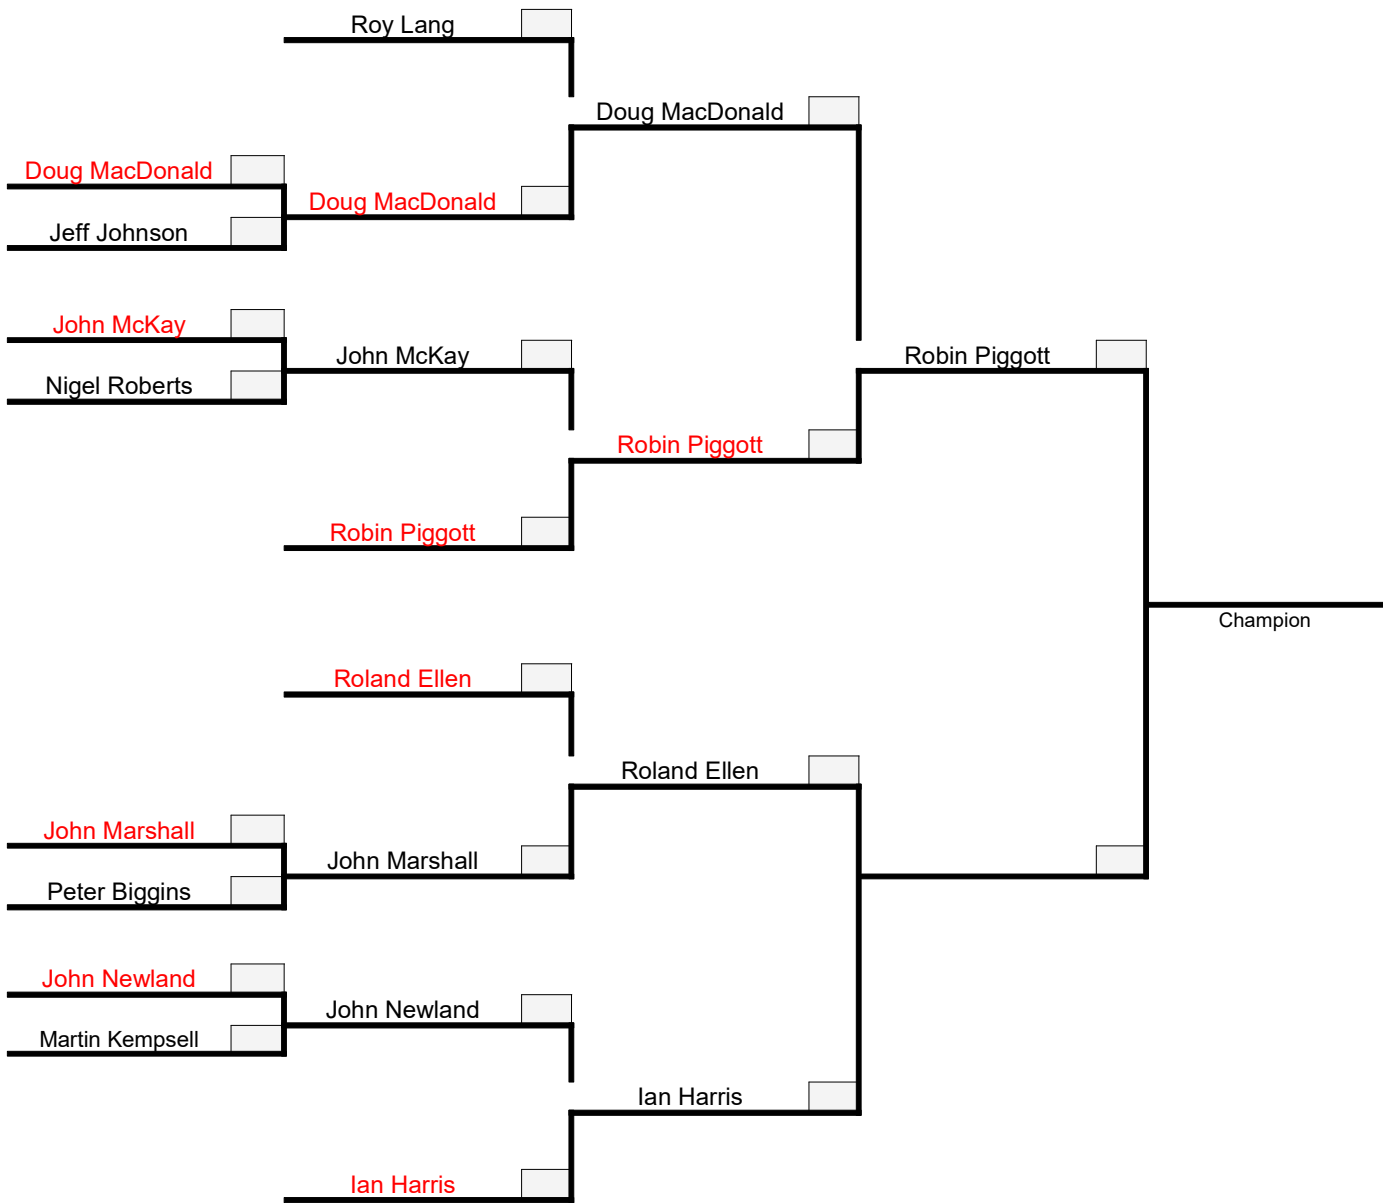 Roy Lang
Doug MacDonald
Doug MacDonald
Doug MacDonald
Jeff Johnson
John McKay
John McKay
Robin Piggott
Nigel Roberts
Robin Piggott
Robin Piggott
Champion
Roland Ellen
Roland Ellen
John Marshall
John Marshall
Peter Biggins
John Newland
John Newland
Martin Kempsell
Ian Harris
Ian Harris